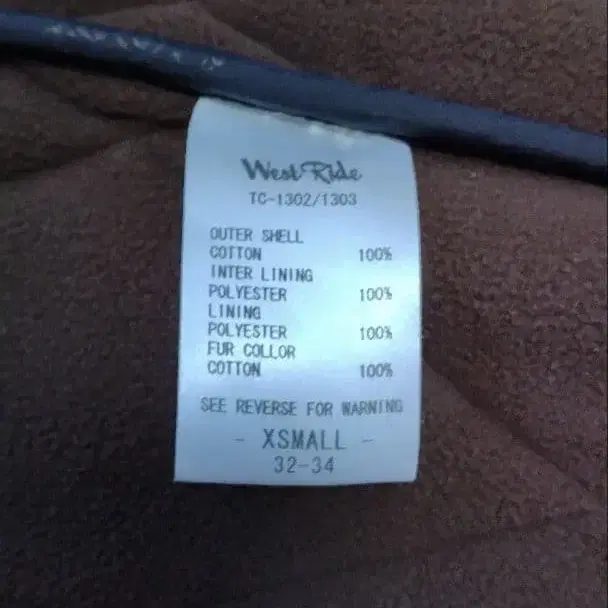 West Ride
TC-1302/1303
OUTER SHELL
COTTON 100%
INTER LINING
POLYESTER 100%
LINING
POLYESTER 100%
FUR COLLOR
COTTON 100%
SEE REVERSE FOR WARNING
- XSMALL -
32-34